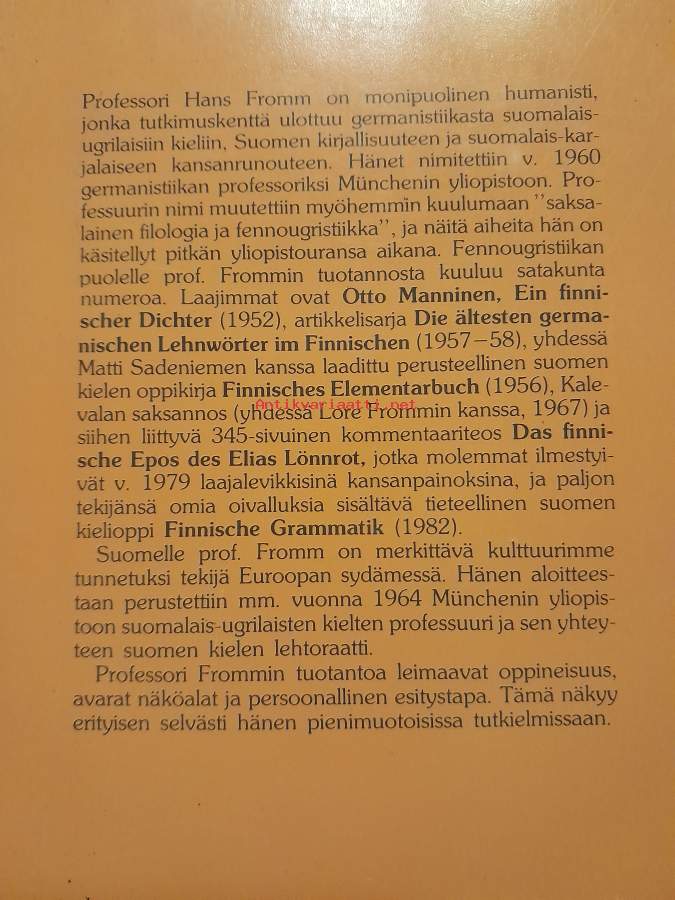 Professori Hans Fromm on monipuolinen humanisti,
jonka tutkimuskenttä ulottuu germanistiikasta suomalais-
ugrilaisiin kieliin, Suomen kirjallisuuteen ja suomalais-kar-
jalaiseen kansanrunouteen. Hänet nimitettiin v. 1960
germanistiikan professoriksi Münchenin yliopistoon. Pro-
fessuurin nimi muutettiin myöhemmin kuulumaan "saksa-
lainen filologia ja fennougristiikka", ja näitä aiheita hän on
käsitellyt pitkän yliopistouransa aikana. Fennougristiikan
puolelle prof. Frommin tuotannosta kuuluu satakunta
numeroa. Laajimmat ovat Otto Manninen, Ein finni-
scher Dichter (1952), artikkelisarja Die ältesten germa-
nischen Lehnwörter im Finnischen (1957–58), yhdessä
Matti Sadeniemen kanssa laadittu perusteellinen suomen
kielen oppikirja Finnisches Elementarbuch (1956), Kale-
Antikvariaatti.net
valan saksannos (yhdessä Lore Frommin kanssa, 1967) ja
siihen liittyvä 345-sivuinen kommentaariteos Das finni-
sche Epos des Elias Lönnrot, jotka molemmat ilmestyi-
vät v. 1979 laajalevikkisinä kansanpainoksina, ja paljon
tekijänsä omia oivalluksia sisältävä tieteellinen suomen
kielioppi Finnische Grammatik (1982).
Suomelle prof. Fromm on merkittävä kulttuurimme
tunnetuksi tekijä Euroopan sydämessä. Hänen aloittees-
taan perustettiin mm. vuonna 1964 Münchenin yliopis-
toon suomalais-ugrilaisten kielten professuuri ja sen yhtey-
teen suomen kielen lehtoraatti.
Professori Frommin tuotantoa leimaavat oppineisuus,
avarat näköalat ja persoonallinen esitystapa. Tämä näkyy
erityisen selvästi hänen pienimuotoisissa tutkielmissaan.